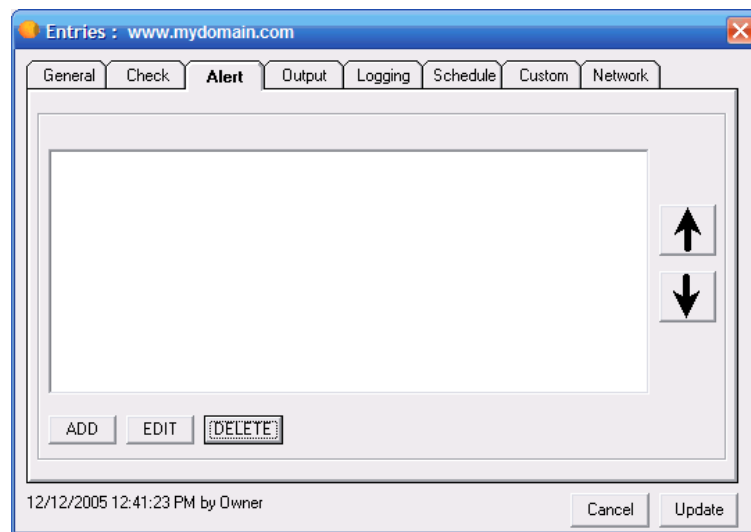 Entries : www.mydomain.com
General Check Alert Output Logging Schedule Custom Network
ADD EDIT DELETE
12/12/2005 12:41:23 PM by Owner
Cancel Update